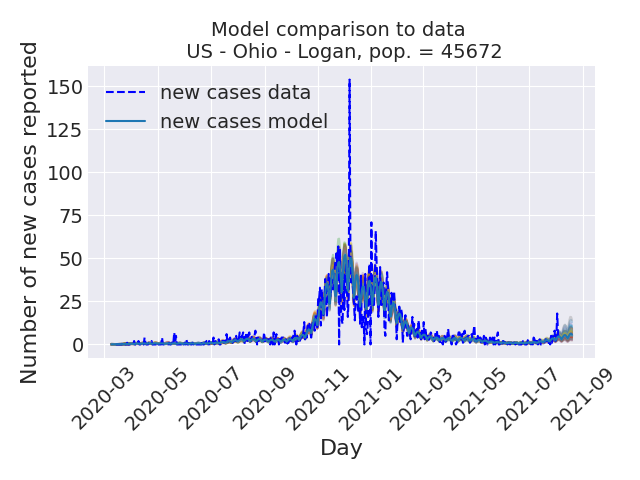 Model comparison to data
US - Ohio - Logan, pop. = 45672
Number of new cases reported
150
125
100
75
50
25
0
new cases data
new cases model
2020-03
2020-05
2020-07
2020-09
2020-11
2021-01
2021-03
2021-05
2021-07
2021-09
Day